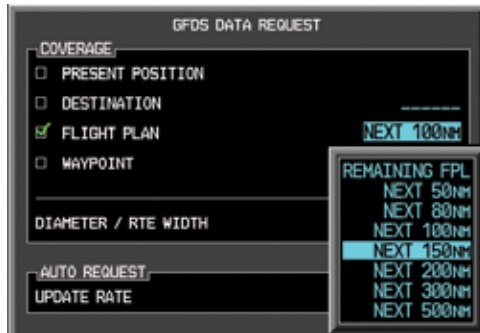 GFDS DATA REQUEST
COVERAGE
PRESENT POSITION
DESTINATION ______
FLIGHT PLAN NEXT 100NM
WAYPOINT
DIAMETER / RTE WIDTH
AUTO REQUEST
UPDATE RATE
REMAINING FPL
NEXT 50NM
NEXT 80NM
NEXT 100NM
NEXT 150NM
NEXT 200NM
NEXT 300NM
NEXT 500NM